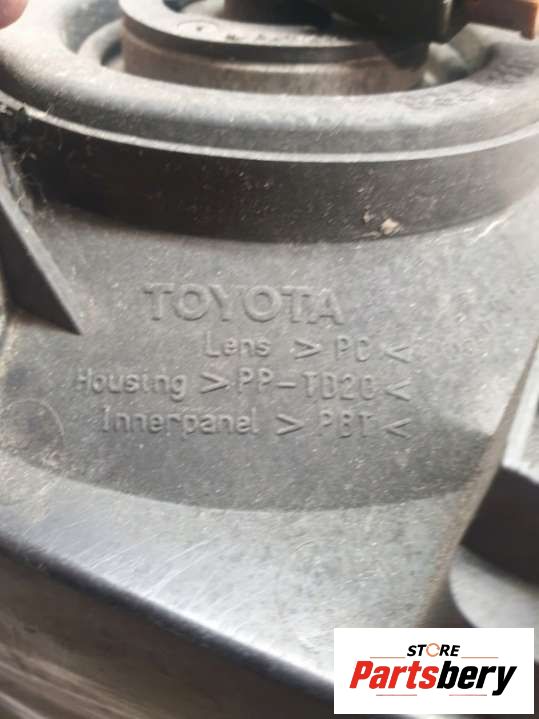 TOYOTA
Lens > PC <
Housing > PP-TD20 <
Innerpanel > PBT <
STORE
Partsbery